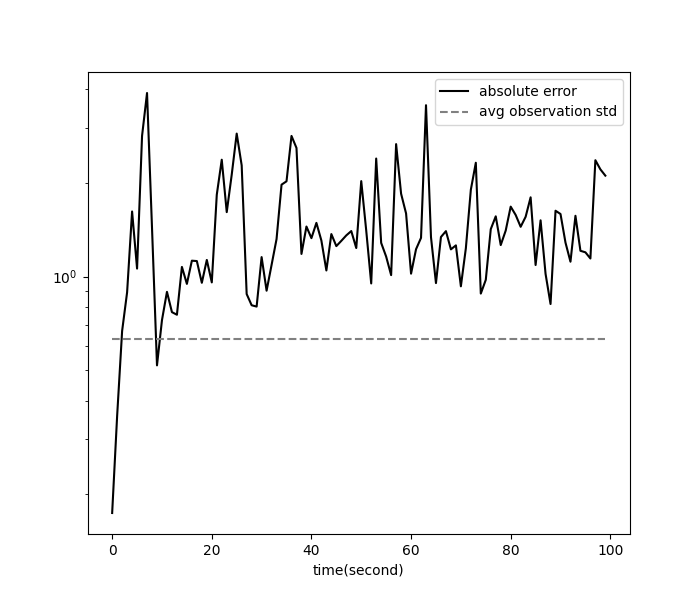 absolute error
avg observation std
10⁰
0 20 40 60 80 100
time(second)